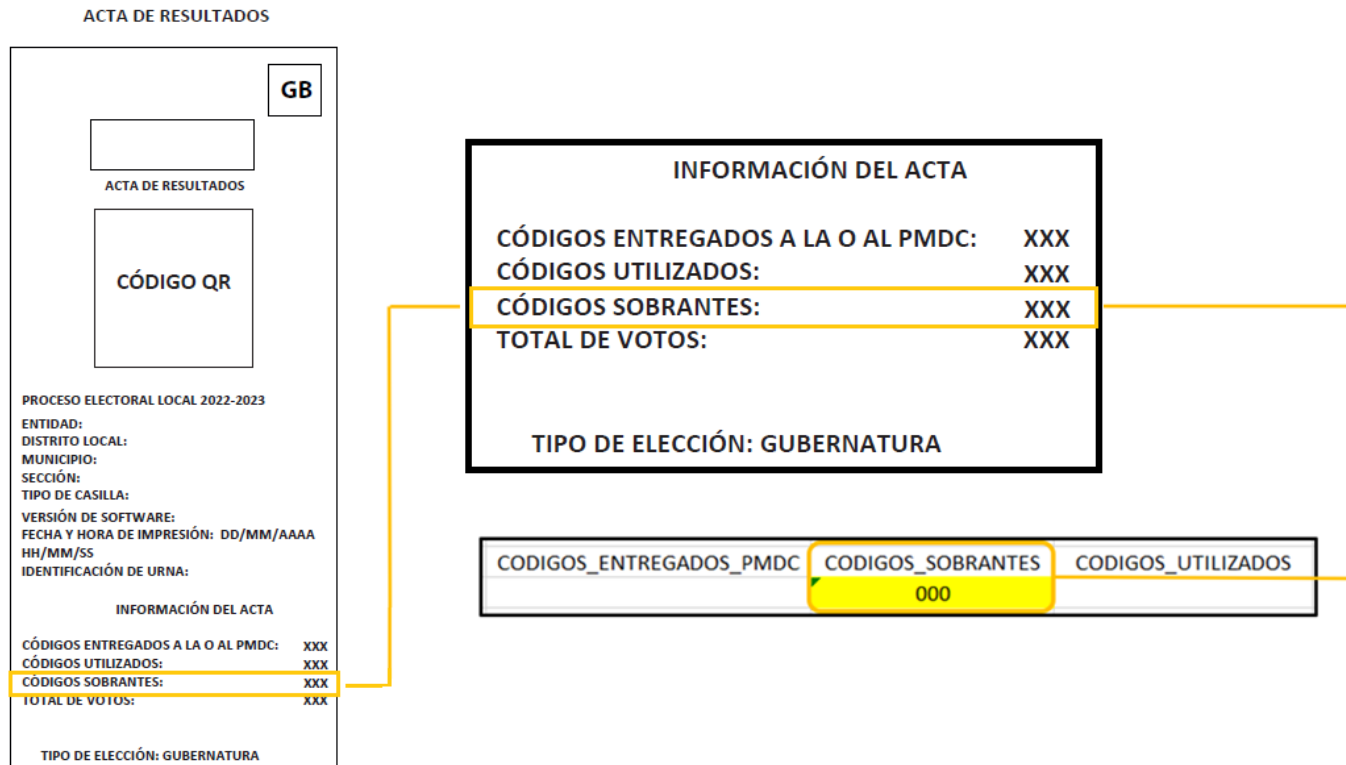 ACTA DE RESULTADOS
GB
ACTA DE RESULTADOS
CÓDIGO QR
PROCESO ELECTORAL LOCAL 2022-2023
ENTIDAD:
DISTRITO LOCAL:
MUNICIPIO:
SECCIÓN:
TIPO DE CASILLA:
VERSIÓN DE SOFTWARE:
FECHA Y HORA DE IMPRESIÓN: DD/MM/AAAA
HH/MM/SS
IDENTIFICACIÓN DE URNA:
INFORMACIÓN DEL ACTA
CÓDIGOS ENTREGADOS A LA O AL PMDC: XXX
CÓDIGOS UTILIZADOS: XXX
CÓDIGOS SOBRANTES: XXX
TOTAL DE VOTOS: XXX
TIPO DE ELECCIÓN: GUBERNATURA
INFORMACIÓN DEL ACTA
CÓDIGOS ENTREGADOS A LA O AL PMDC: XXX
CÓDIGOS UTILIZADOS: XXX
CÓDIGOS SOBRANTES: XXX
TOTAL DE VOTOS: XXX
TIPO DE ELECCIÓN: GUBERNATURA
CODIGOS_ENTREGADOS_PMDC CODIGOS_SOBRANTES CODIGOS_UTILIZADOS
000